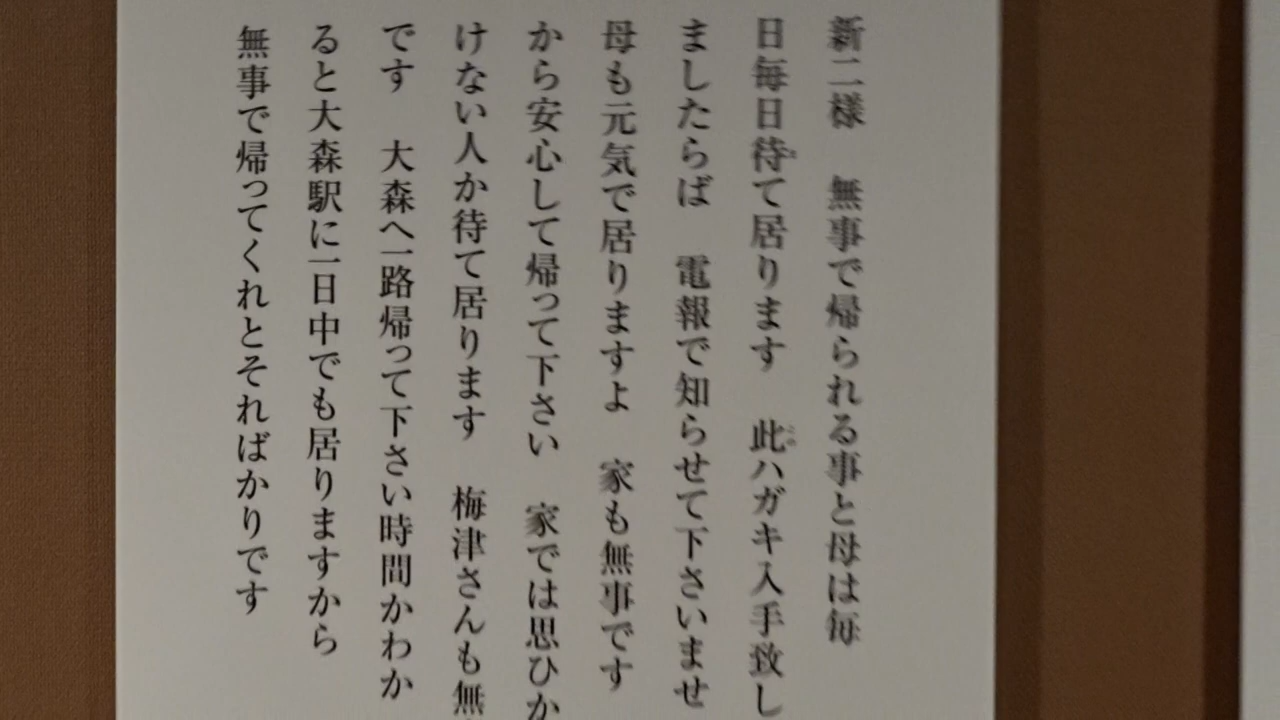 新二様　無事で帰られる事と母は毎
日毎日待て居ります　此ハガキ入手致し
ましたらば　電報で知らせて下さいませ
母も元気で居りますよ　家も無事です
から安心して帰って下さい　家では思ひか
けない人か待て居ります　梅津さんも無
です　大森へ一路帰って下さい時間かわか
ると大森駅に一日中でも居りますから
無事で帰ってくれとそればかりです